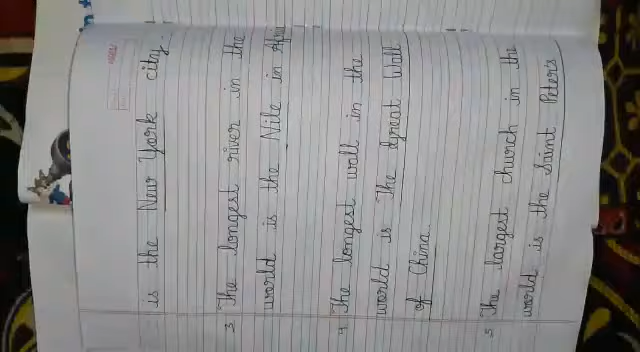 is the New York city.
3 The longest river in the
world is the Nile in Africa
4 The longest wall in the
world is The Great Wall
of China.
5 The largest church in the
world is the Saint Peter's